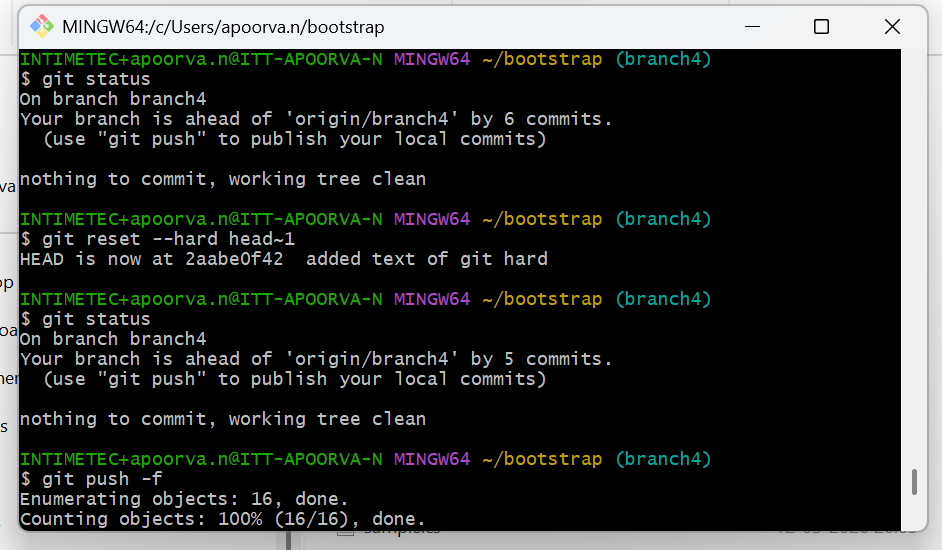 MINGW64:/c/Users/apoorva.n/bootstrap
INTIMETEC+apoorva.n@ITT-APOORVA-N MINGW64 ~/bootstrap (branch4)
$ git status
On branch branch4
Your branch is ahead of 'origin/branch4' by 6 commits.
  (use "git push" to publish your local commits)
nothing to commit, working tree clean
INTIMETEC+apoorva.n@ITT-APOORVA-N MINGW64 ~/bootstrap (branch4)
$ git reset --hard head~1
HEAD is now at 2aabe0f42  added text of git hard
INTIMETEC+apoorva.n@ITT-APOORVA-N MINGW64 ~/bootstrap (branch4)
$ git status
On branch branch4
Your branch is ahead of 'origin/branch4' by 5 commits.
  (use "git push" to publish your local commits)
nothing to commit, working tree clean
INTIMETEC+apoorva.n@ITT-APOORVA-N MINGW64 ~/bootstrap (branch4)
$ git push -f
Enumerating objects: 16, done.
Counting objects: 100% (16/16), done.